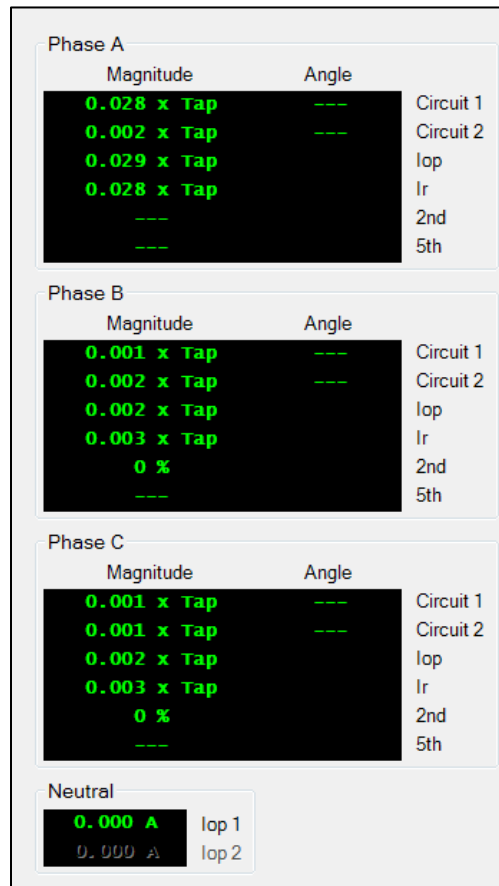 Phase A
Magnitude Angle
0.028 x Tap --- Circuit 1
0.002 x Tap --- Circuit 2
0.029 x Tap Iop
0.028 x Tap Ir
--- 2nd
--- 5th
Phase B
Magnitude Angle
0.001 x Tap --- Circuit 1
0.002 x Tap --- Circuit 2
0.002 x Tap Iop
0.003 x Tap Ir
0 % 2nd
--- 5th
Phase C
Magnitude Angle
0.001 x Tap --- Circuit 1
0.001 x Tap --- Circuit 2
0.002 x Tap Iop
0.003 x Tap Ir
0 % 2nd
--- 5th
Neutral
0.000 A Iop 1
0.000 A Iop 2